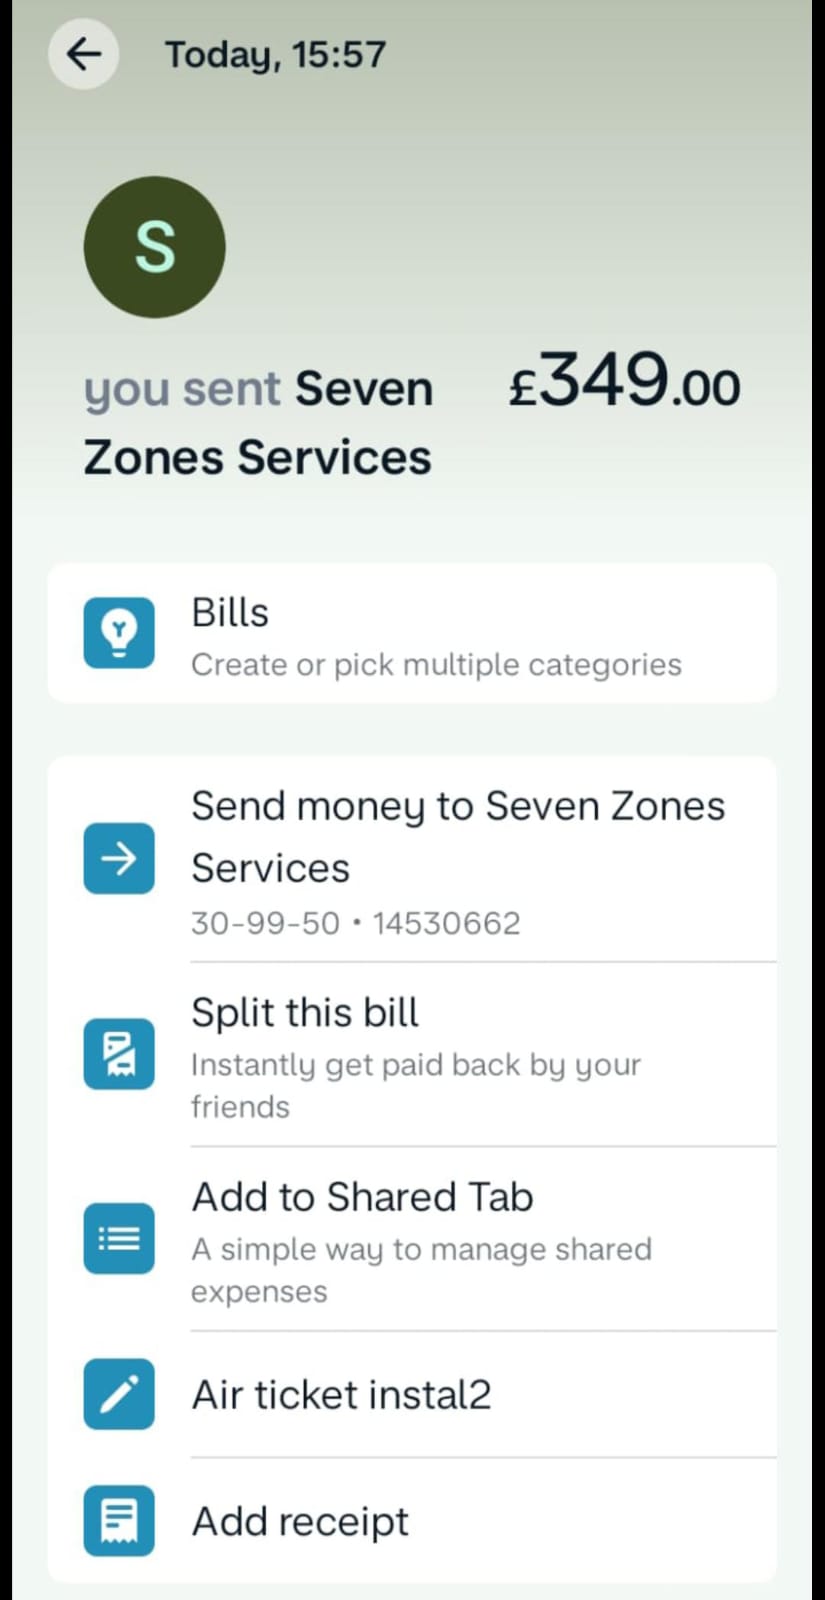 Today, 15:57
S
you sent Seven £349.00
Zones Services
Bills
Create or pick multiple categories
Send money to Seven Zones
Services
30-99-50 • 14530662
Split this bill
Instantly get paid back by your
friends
Add to Shared Tab
A simple way to manage shared
expenses
Air ticket instal2
Add receipt